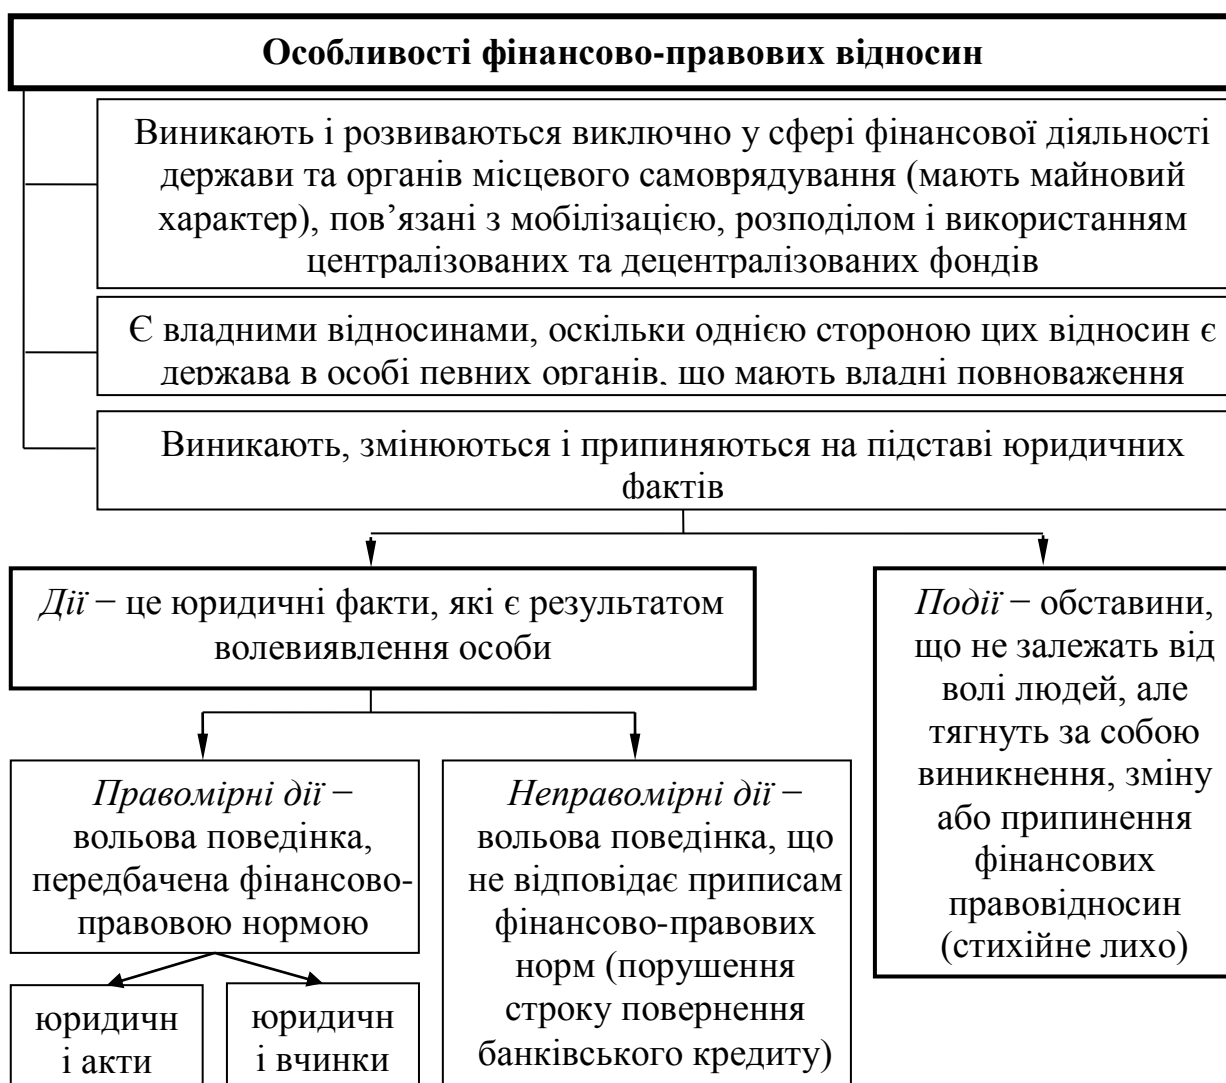 Особливості фінансово-правових відносин
Виникають і розвиваються виключно у сфері фінансової діяльності
держави та органів місцевого самоврядування (мають майновий
характер), пов’язані з мобілізацією, розподілом і використанням
централізованих та децентралізованих фондів
Є владними відносинами, оскільки однією стороною цих відносин є
держава в особі певних органів, що мають владні повноваження
Виникають, змінюються і припиняються на підставі юридичних
фактів
Дії − це юридичні факти, які є результатом
волевиявлення особи
Події − обставини,
що не залежать від
волі людей, але
тягнуть за собою
виникнення, зміну
або припинення
фінансових
правовідносин
(стихійне лихо)
Правомірні дії −
вольова поведінка,
передбачена фінансово-
правовою нормою
Неправомірні дії −
вольова поведінка, що
не відповідає приписам
фінансово-правових
норм (порушення
строку повернення
банківського кредиту)
юридичн
і акти
юридичн
і вчинки